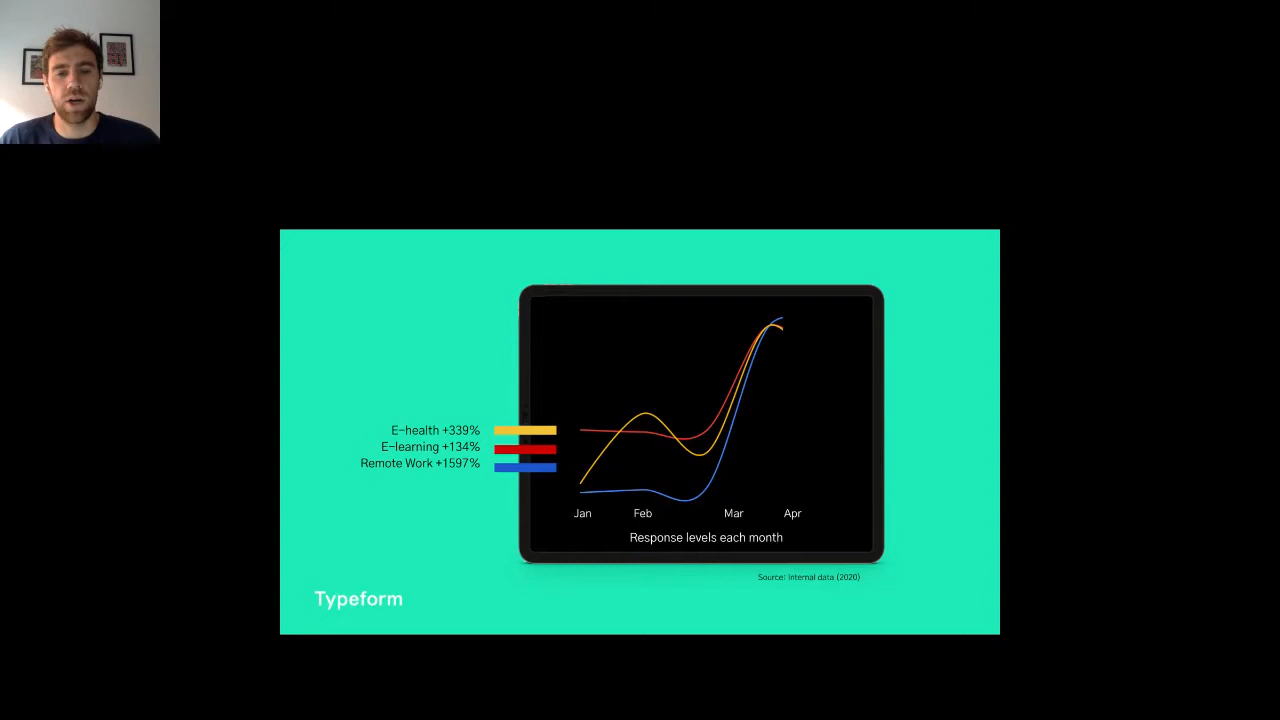 E-health +339%
E-learning +134%
Remote Work +1597%
Jan Feb Mar Apr
Response levels each month
Source: Internal data (2020)
Typeform